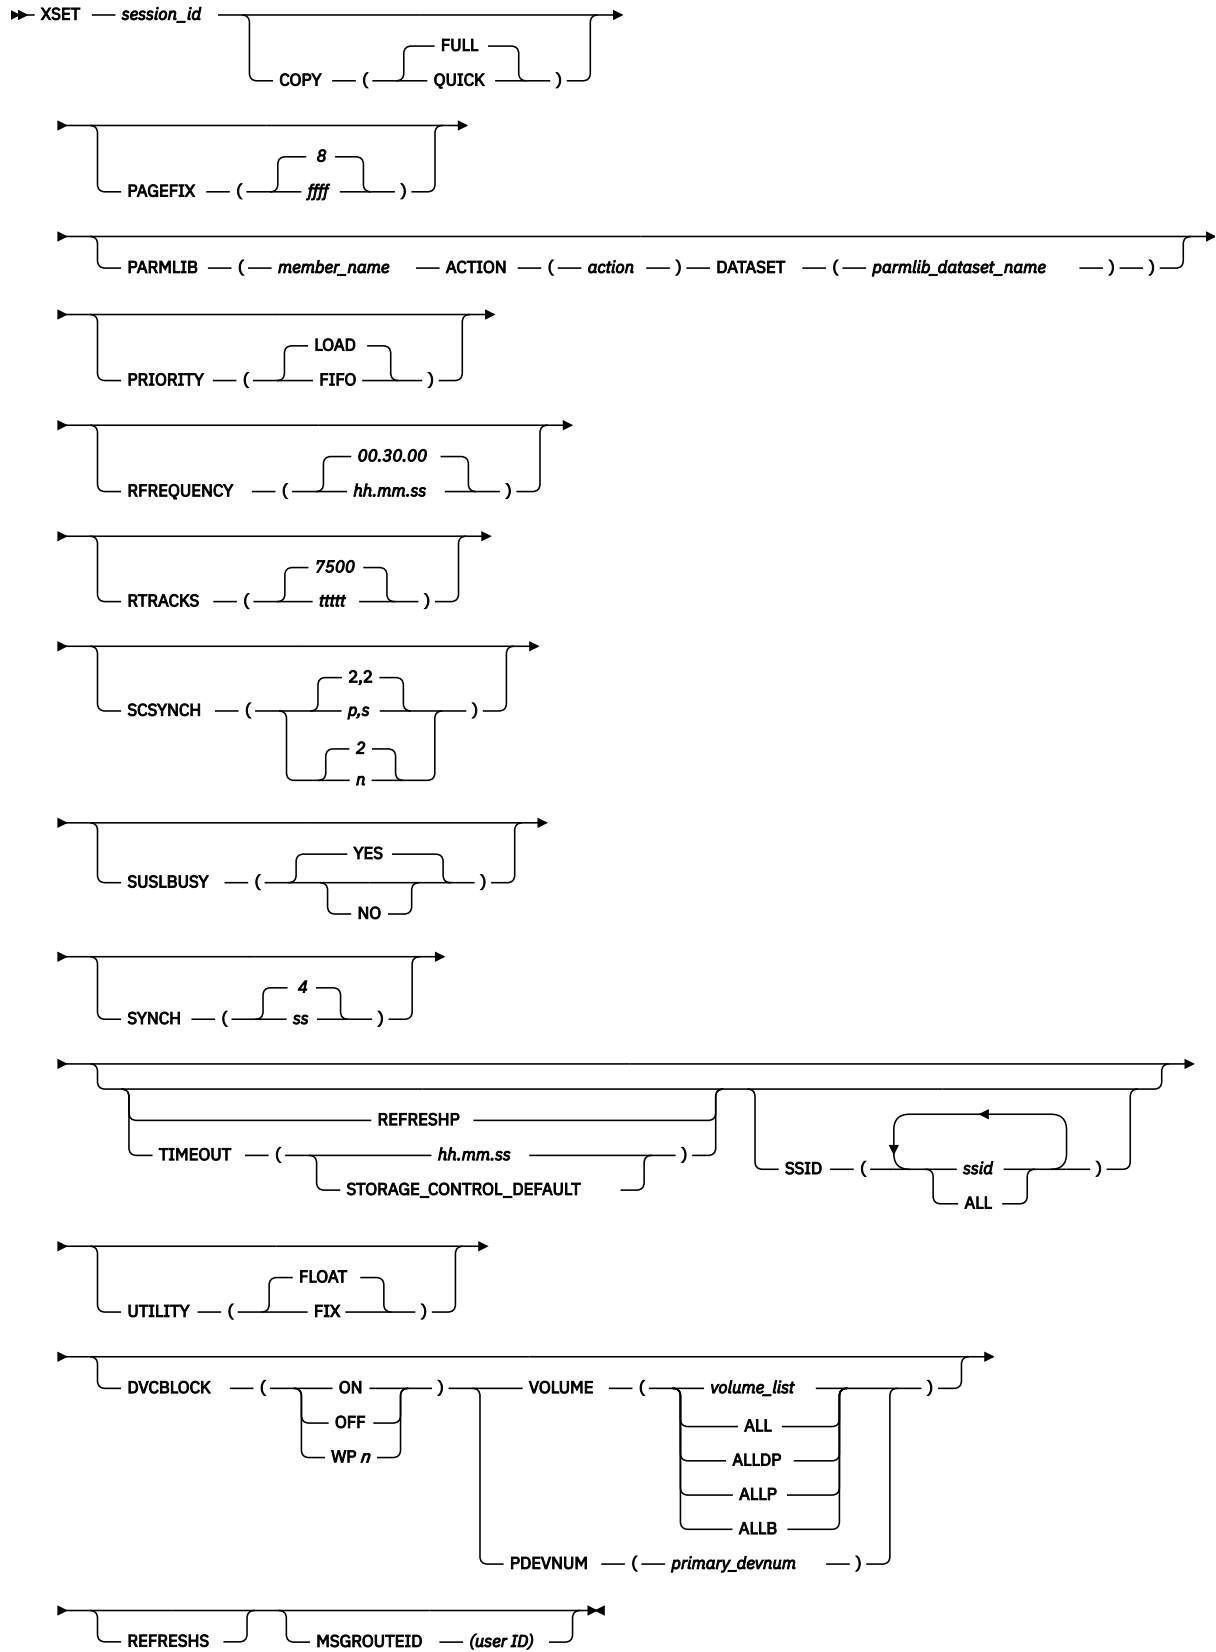 XSET session_id
FULL
COPY ( QUICK )
8
PAGEFIX ( ffff )
PARMLIB ( member_name ACTION ( action ) DATASET ( parmlib_dataset_name ) )
LOAD
PRIORITY ( FIFO )
00.30.00
RFREQUENCY ( hh.mm.ss )
7500
RTRACKS ( ttttt )
2,2
SCSYNCH ( p,s )
2
n
YES
SUSLBUSY ( )
NO
4
SYNCH ( ss )
REFRESHP
TIMEOUT ( hh.mm.ss )
STORAGE_CONTROL_DEFAULT
SSID ( ssid )
ALL
FLOAT
UTILITY ( FIX )
DVCBLOCK ( ON ) VOLUME ( volume_list )
OFF
WP n
ALL
ALLDP
ALLP
ALLB
PDEVNUM ( primary_devnum )
REFRESHS MSGROUTEID (user ID)